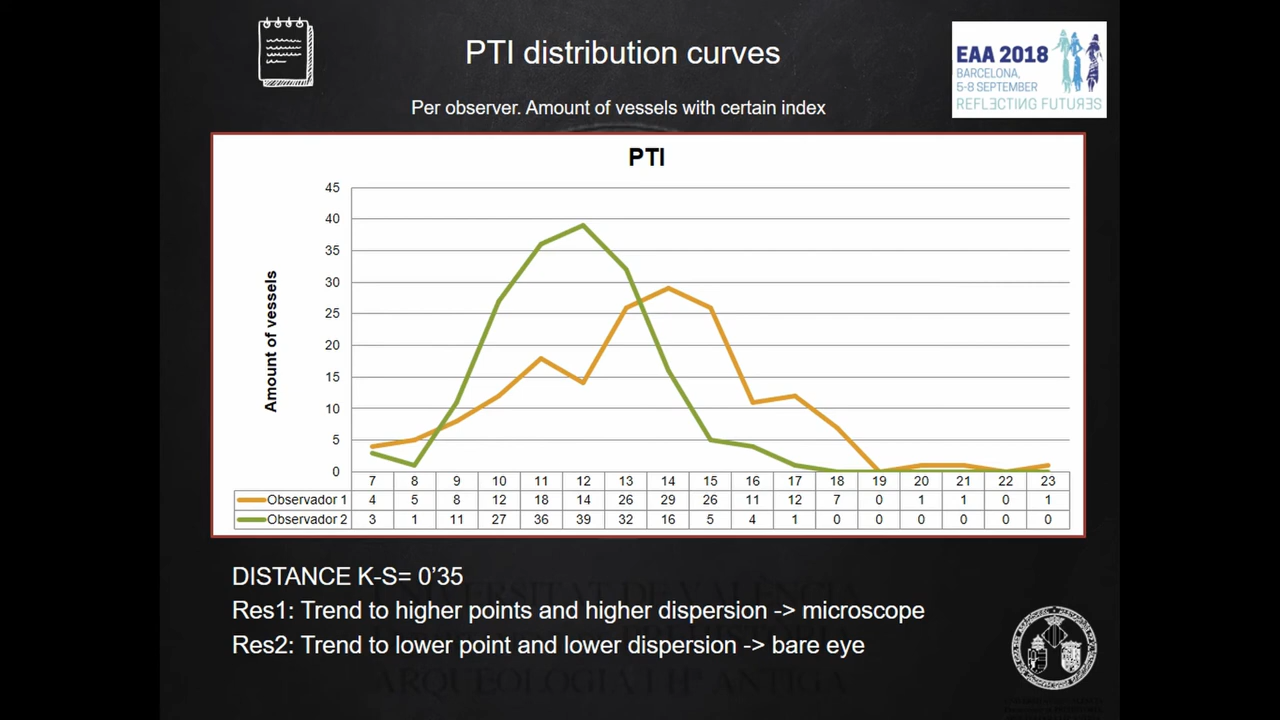 PTI distribution curves
EAA 2018
BARCELONA,
5-8 SEPTEMBER
REFLECTING FUTURES
Per observer. Amount of vessels with certain index
PTI
Amount of vessels
45
40
35
30
25
20
15
10
5
0
7 8 9 10 11 12 13 14 15 16 17 18 19 20 21 22 23
Observador 1 4 5 8 12 18 14 26 29 26 11 12 7 0 1 1 0 1
Observador 2 3 1 11 27 36 39 32 16 5 4 1 0 0 0 0 0 0
DISTANCE K-S= 0’35
Res1: Trend to higher points and higher dispersion -> microscope
Res2: Trend to lower point and lower dispersion -> bare eye
ARQUEOLOGIA I Hª ANTIGA